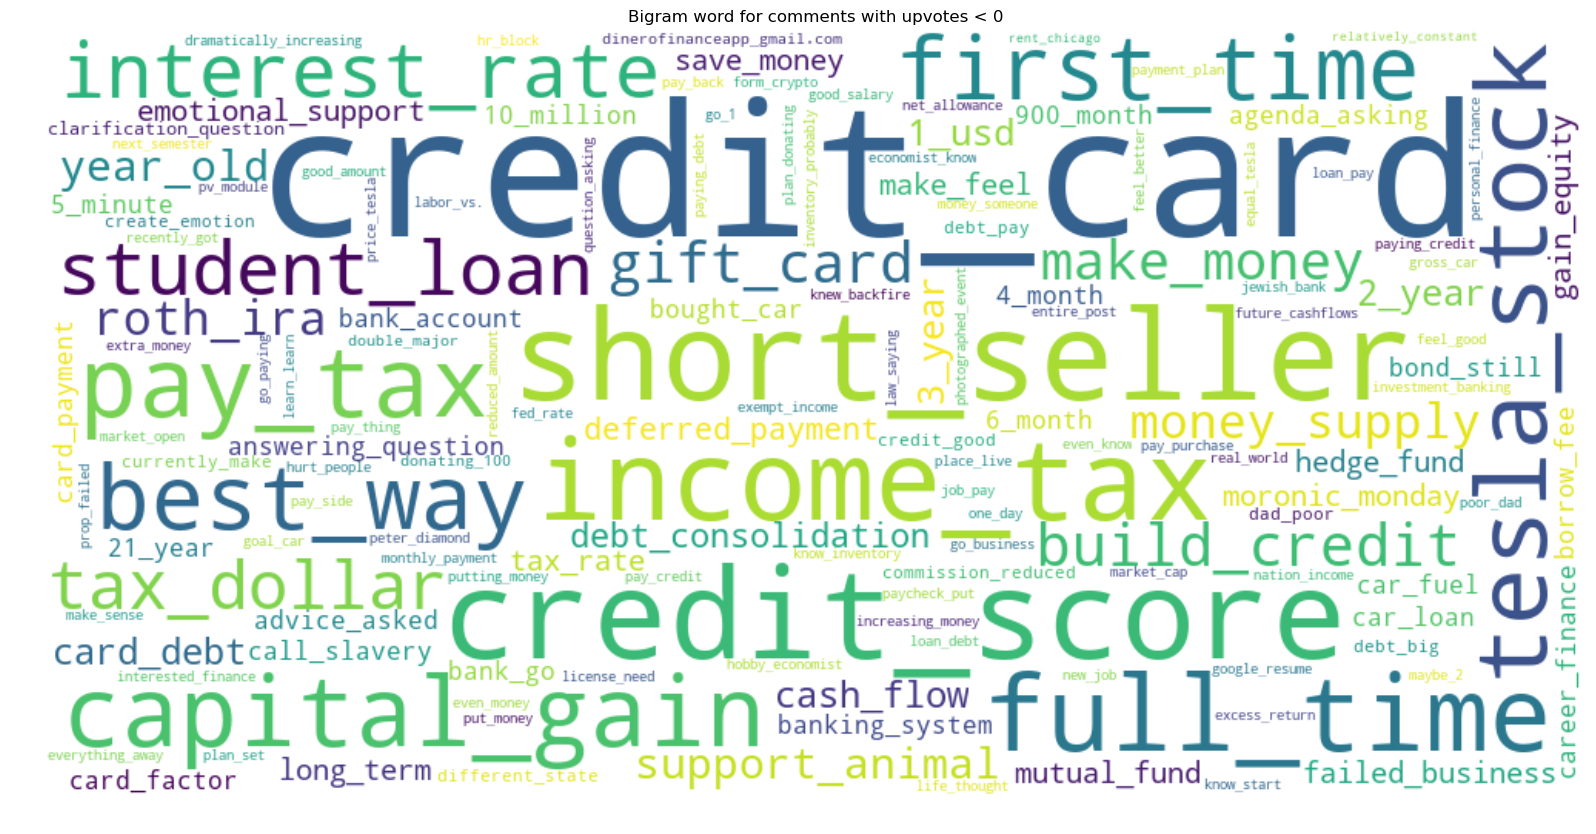 Bigram word for comments with upvotes < 0
dramatically_increasing
hr_block
dinerofinanceapp_gmail.com
rent_chicago
relatively_constant
interest_rate
save_money
first_time
payment_plan
pay_back
form_crypto
good_salary
net_allowance
emotional_support
10_million
go_1
900_month
agenda_asking
clarification_question
1_usd
next_semester
credit_card
year_old
good_amount
pv_module
price_tesla
labor_vs.
question_asking
paying_debt
plan_donating
inventory_probably
economist_know
make_feel
money_someone
debt_pay
feel_better
equal_tesla
loan_pay
personal_finance
tesla_stock
gain_equity
5_minute
create_emotion
recently_got
student_loan
gift_card
make_money
paying_credit
gross_car
knew_backfire
3_year
photographed_event
4_month
entire_post
jewish_bank
2_year
future_cashflows
roth_ira
bank_account
bought_car
extra_money
double_major
card_payment
go_paying
learn_learn
reduced_amount
short_seller
law_saying
feel_good
bond_still
investment_banking
pay_tax
pay_thing
market_open
fed_rate
exempt_income
6_month
money_supply
deferred_payment
credit_good
even_know
pay_purchase
answering_question
currently_make
hurt_people
donating_100
income_tax
place_live
real_world
hedge_fund
borrow_fee
prop_failed
best_way
pay_side
job_pay
moronic_monday
poor_dad
one_day
dad_poor
21_year
goal_car
peter_diamond
debt_consolidation
go_business
build_credit
monthly_payment
tax_rate
know_inventory
tax_dollar
putting_money
pay_credit
commission_reduced
market_cap
nation_income
car_fuel
make_sense
advice_asked
credit_score
paycheck_put
increasing_money
car_loan
career_finance
card_debt
call_slavery
loan_debt
debt_big
interested_finance
bank_go
license_need
hobby_economist
new_job
google_resume
maybe_2
capital_gain
even_money
put_money
cash_flow
banking_system
full_time
excess_return
everything_away
plan_set
card_factor
long_term
different_state
support_animal
life_thought
mutual_fund
know_start
failed_business